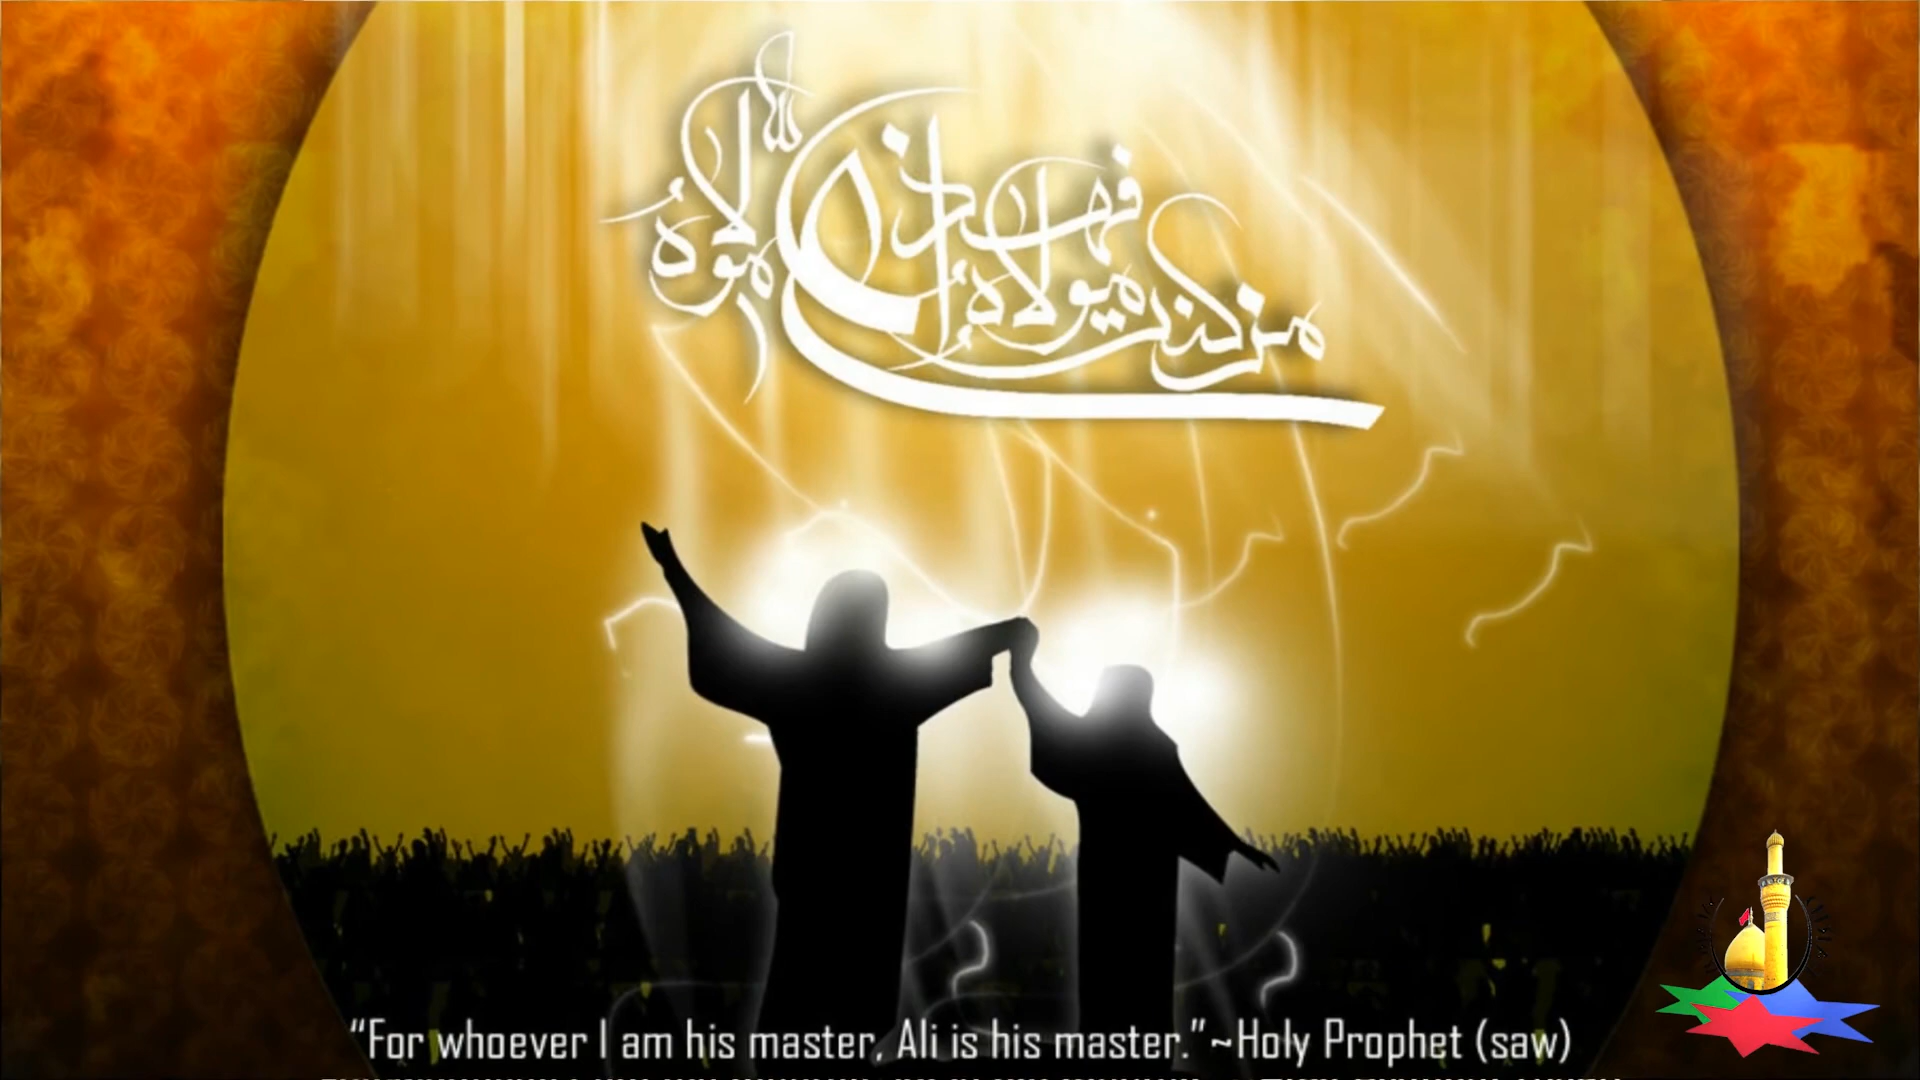 من كنت مولاه فهذا علي مولاه
“For whoever I am his master, Ali is his master.”~Holy Prophet (saw)